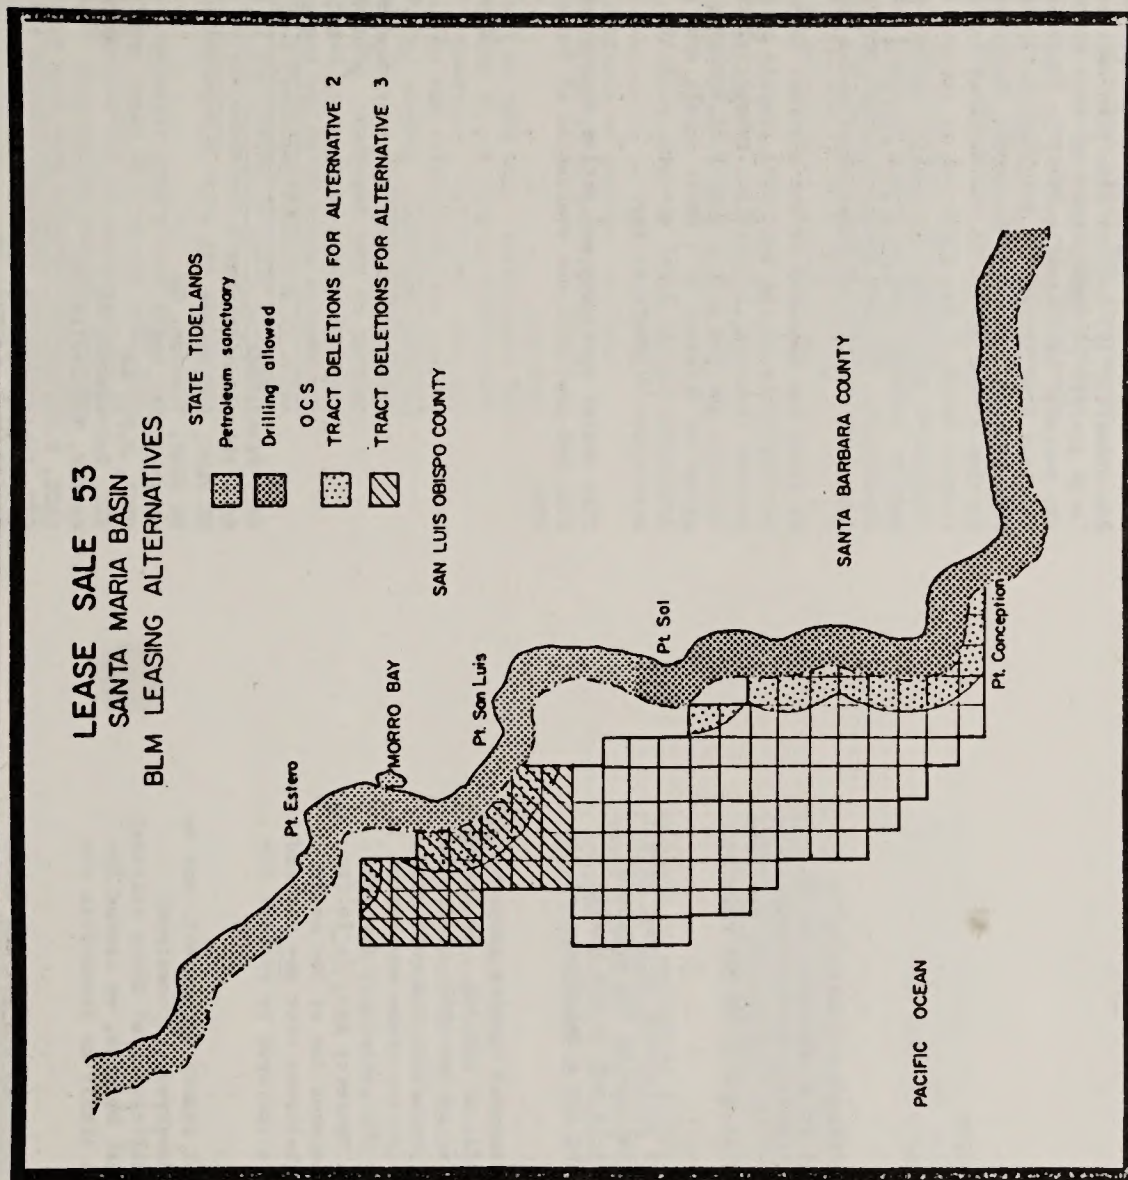 LEASE SALE 53
SANTA MARIA BASIN
BLM LEASING ALTERNATIVES
STATE TIDELANDS
Petroleum sanctuary
Drilling allowed
OCS
TRACT DELETIONS FOR ALTERNATIVE 2
TRACT DELETIONS FOR ALTERNATIVE 3
Pt. Estero
MORRO BAY
Pt. San Luis
SAN LUIS OBISPO COUNTY
Pt. Sal
SANTA BARBARA COUNTY
Pt. Conception
PACIFIC OCEAN